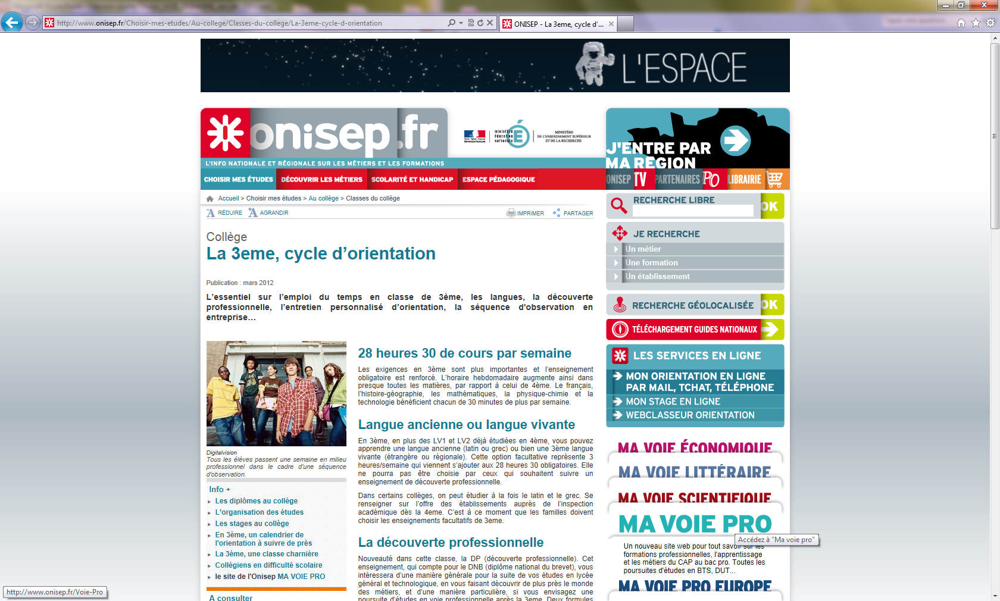 http://www.onisep.fr/Choisir-mes-etudes/Au-college/Classes-du-college/La-3eme-cycle-d-orientation
ONISEP - La 3eme, cycle d'...
L'ESPACE
onisep.fr
L'INFO NATIONALE ET RÉGIONALE SUR LES MÉTIERS ET LES FORMATIONS
ministère
éducation
nationale
MINISTÈRE
DE L'ENSEIGNEMENT SUPÉRIEUR
ET DE LA RECHERCHE
J'ENTRE PAR
MA RÉGION
CHOISIR MES ÉTUDES
DÉCOUVRIR LES MÉTIERS
SCOLARITÉ ET HANDICAP
ESPACE PÉDAGOGIQUE
ONISEP TV
PARTENAIRES
PO
LIBRAIRIE
Accueil > Choisir mes études > Au collège > Classes du collège
RÉDUIRE
AGRANDIR
IMPRIMER
PARTAGER
Collège
La 3eme, cycle d'orientation
Publication : mars 2012
L'essentiel sur l'emploi du temps en classe de 3ème, les langues, la découverte
professionnelle, l'entretien personnalisé d'orientation, la séquence d'observation en
entreprise...
Digitalvision
Tous les élèves passent une semaine en milieu
professionnel dans le cadre d'une séquence
d'observation.
Info +
Les diplômes au collège
L'organisation des études
Les stages au collège
En 3ème, un calendrier de
l'orientation à suivre de près
La 3ème, une classe charnière
Collégiens en difficulté scolaire
le site de l'Onisep MA VOIE PRO
A consulter
28 heures 30 de cours par semaine
Les exigences en 3ème sont plus importantes et l'enseignement
obligatoire est renforcé. L'horaire hebdomadaire augmente ainsi dans
presque toutes les matières, par rapport à celui de 4ème. Le français,
l'histoire-géographie, les mathématiques, la physique-chimie et la
technologie bénéficient chacun de 30 minutes de plus par semaine.
Langue ancienne ou langue vivante
En 3ème, en plus des LV1 et LV2 déjà étudiées en 4ème, vous pouvez
apprendre une langue ancienne (latin ou grec) ou bien une 3ème langue
vivante (étrangère ou régionale). Cette option facultative représente 3
heures/semaine qui viennent s'ajouter aux 28 heures 30 obligatoires. Elle
ne pourra pas être choisie par ceux qui souhaitent suivre un
enseignement de découverte professionnelle.
Dans certains collèges, on peut étudier à la fois le latin et le grec. Se
renseigner sur l'offre des établissements auprès de l'inspection
académique dès la 4eme. C'est à ce moment que les familles doivent
choisir les enseignements facultatifs de 3eme.
La découverte professionnelle
Nouveauté dans cette classe, la DP (découverte professionnelle). Cet
enseignement, qui compte pour le DNB (diplôme national du brevet), vous
intéressera d'une manière générale pour la suite de vos études en lycée
général et technologique, en vous faisant découvrir de plus près le monde
des métiers, et d'une manière particulière, si vous envisagez une
poursuite d'études en voie professionnelle après la 3eme. Deux formules
RECHERCHE LIBRE
OK
JE RECHERCHE
Un métier
Une formation
Un établissement
RECHERCHE GÉOLOCALISÉE
OK
TÉLÉCHARGEMENT GUIDES NATIONAUX
LES SERVICES EN LIGNE
MON ORIENTATION EN LIGNE
PAR MAIL, TCHAT, TÉLÉPHONE
MON STAGE EN LIGNE
WEBCLASSEUR ORIENTATION
MA VOIE ÉCONOMIQUE
MA VOIE LITTÉRAIRE
MA VOIE SCIENTIFIQUE
MA VOIE PRO
Accédez à "Ma voie pro"
Un nouveau site web pour tout savoir sur les
formations professionnelles, l'apprentissage
et les métiers du CAP au bac pro. Toutes les
poursuites d'études en BTS, DUT...
MA VOIE PRO EUROPE
http://www.onisep.fr/Voie-Pro